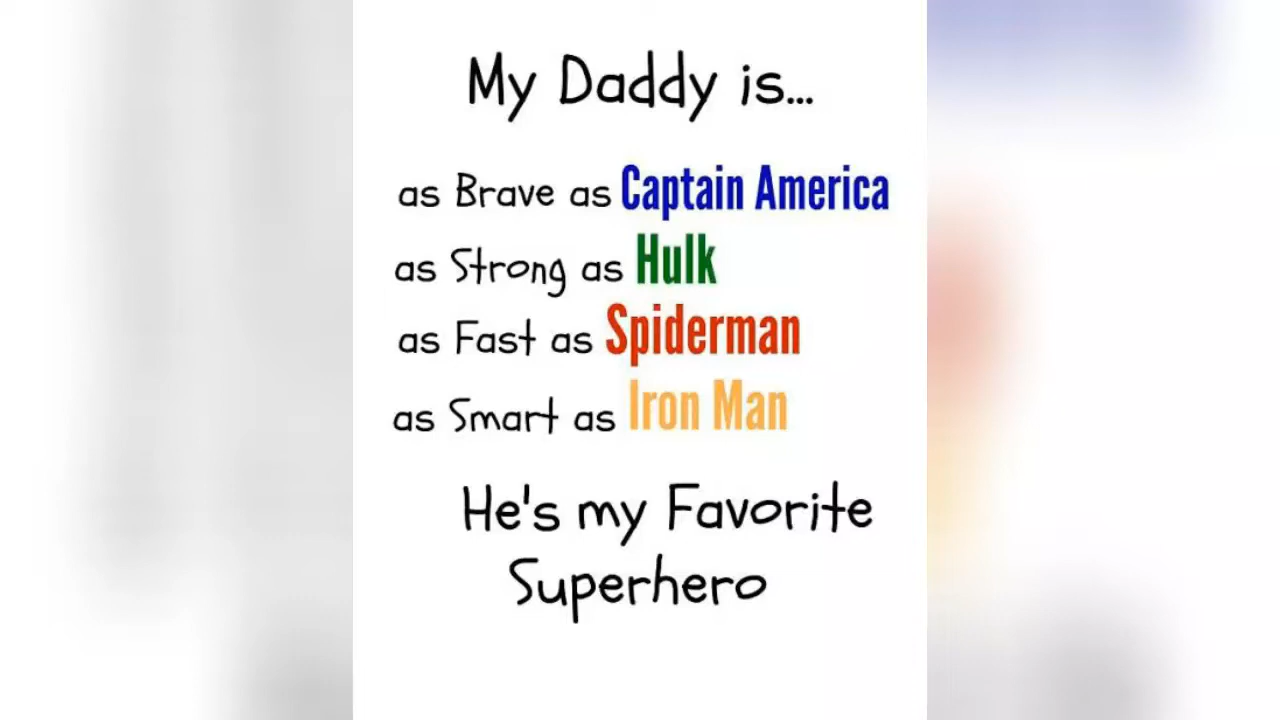 My Daddy is...
as Brave as Captain America
as Strong as Hulk
as Fast as Spiderman
as Smart as Iron Man
He's my Favorite
Superhero